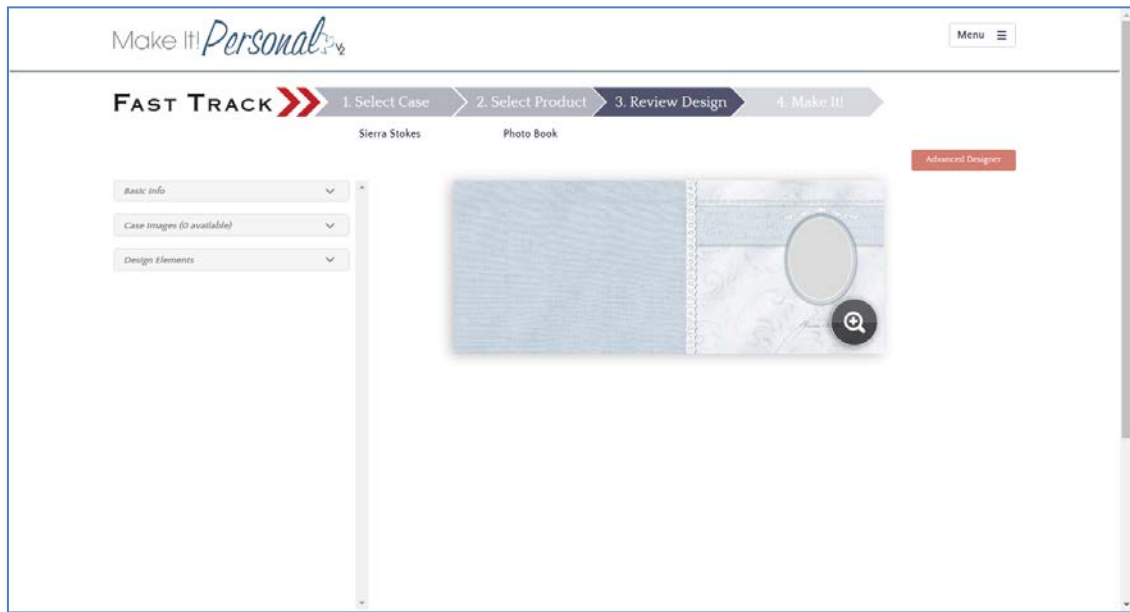 Make It! Personal V2
Menu
FAST TRACK
1. Select Case
2. Select Product
3. Review Design
4. Make It!
Sierra Stokes
Photo Book
Advanced Designer
Basic Info
Case Images (0 available)
Design Elements